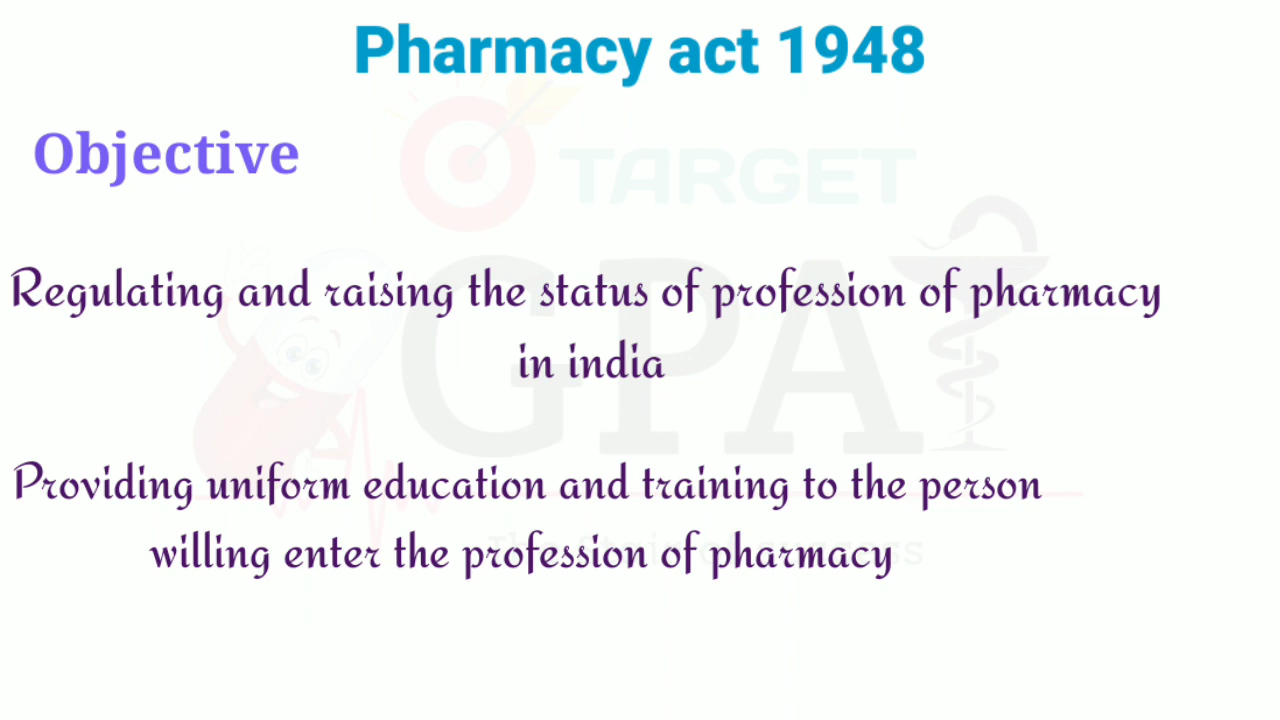 Pharmacy act 1948
Objective
TARGET
GPA
Regulating and raising the status of profession of pharmacy
in india
Providing uniform education and training to the person
willing enter the profession of pharmacy